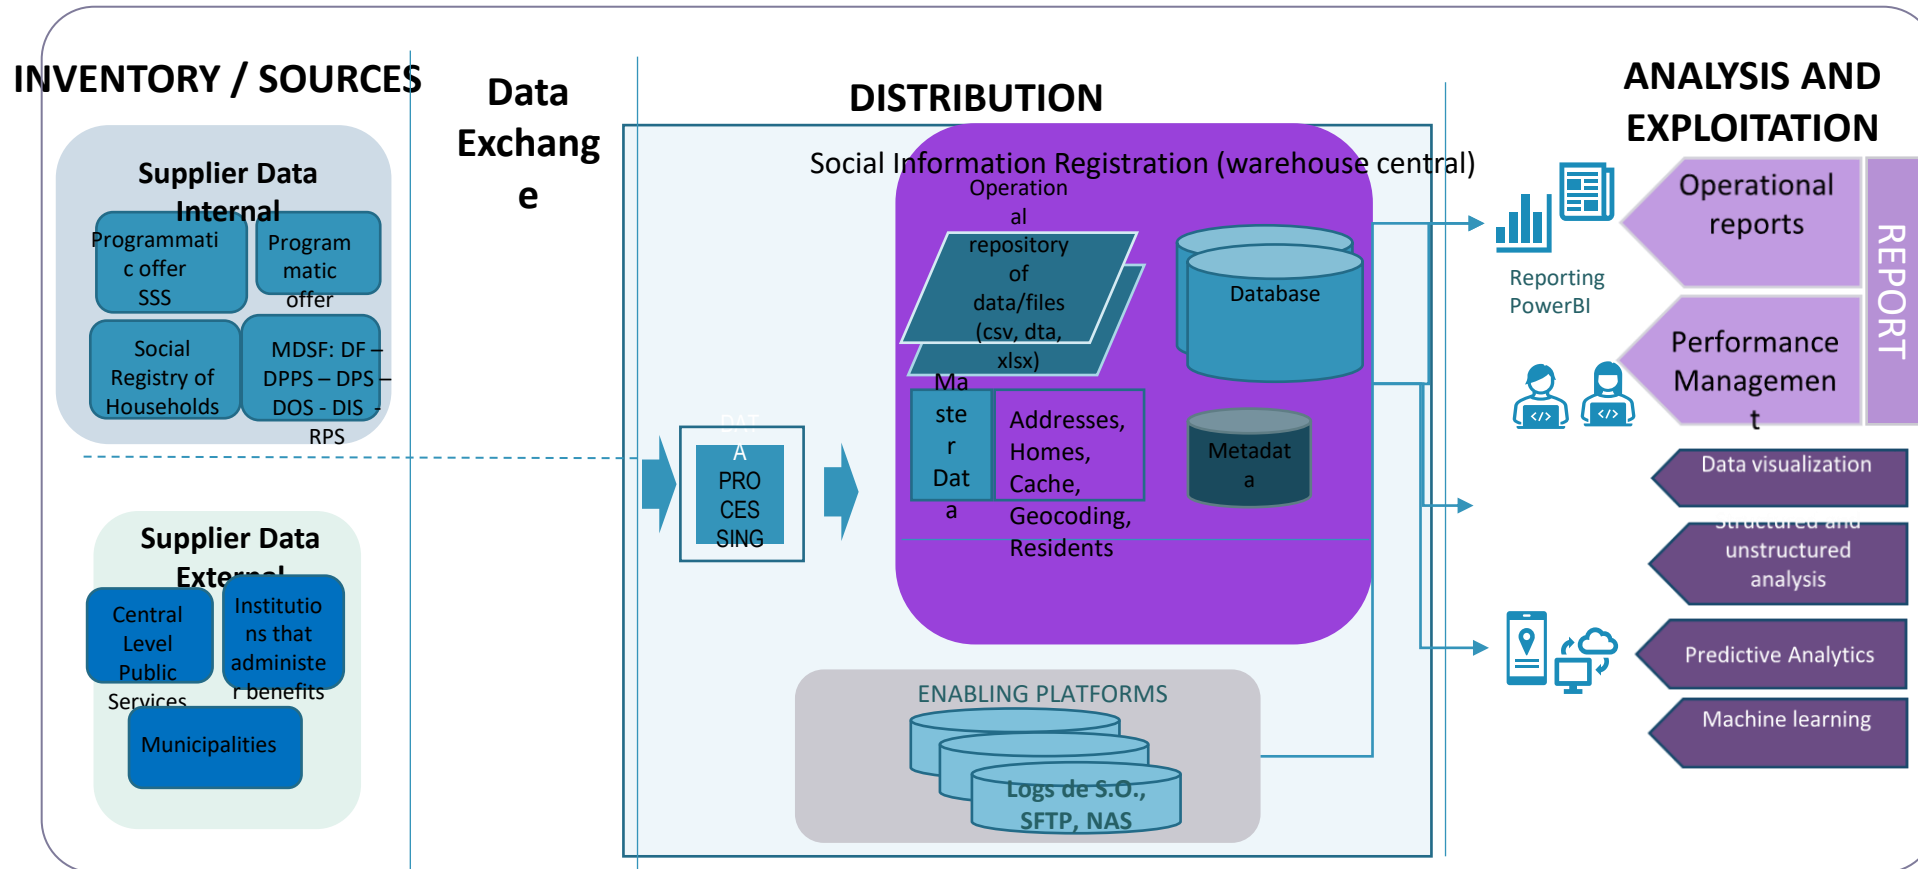 INVENTORY / SOURCES
Supplier Data
Internal
Programmati
c offer
SSS
Program
matic
offer
Social
Registry of
Households
MDSF: DF –
DPPS – DPS –
DOS - DIS -
RPS
Supplier Data
External
Central
Level
Public
Services
Institutio
ns that
administe
r benefits
Municipalities
Data
Exchang
e
DISTRIBUTION
DAT
A
PRO
CES
SING
Social Information Registration (warehouse central)
Operation
al
repository
of
data/files
(csv, dta,
xlsx)
Database
Ma
ste
r
Dat
a
Addresses,
Homes,
Cache,
Geocoding,
Residents
Metadat
a
ENABLING PLATFORMS
Logs de S.O.,
SFTP, NAS
ANALYSIS AND
EXPLOITATION
Reporting
PowerBI
Operational
reports
Performance
Managemen
t
REPORT
Data visualization
Structured and
unstructured
analysis
Predictive Analytics
Machine learning